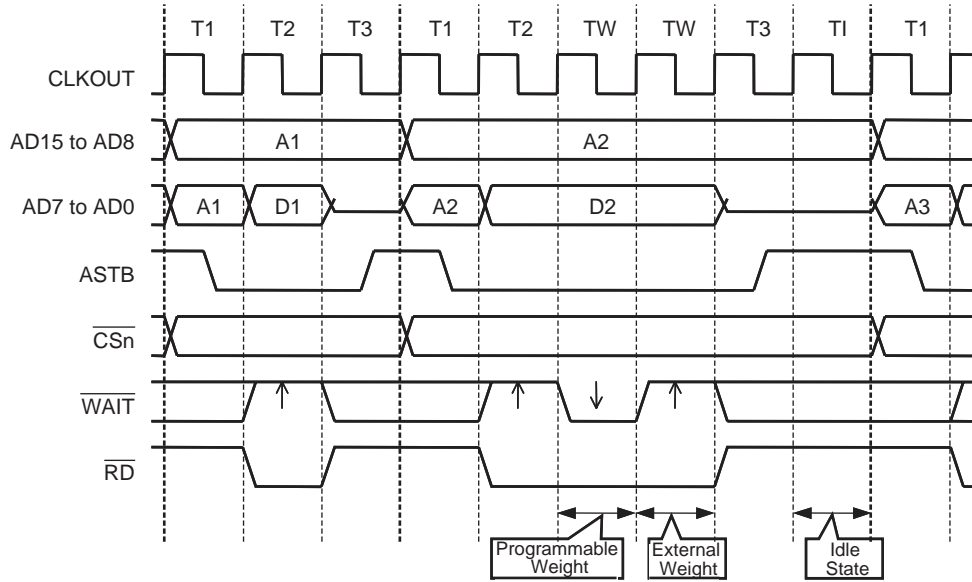 T1 T2 T3 T1 T2 TW TW T3 TI T1
CLKOUT
AD15 to AD8 A1 A2
AD7 to AD0 A1 D1 A2 D2 A3
ASTB
CSn
WAIT
RD
Programmable
Weight
External
Weight
Idle
State